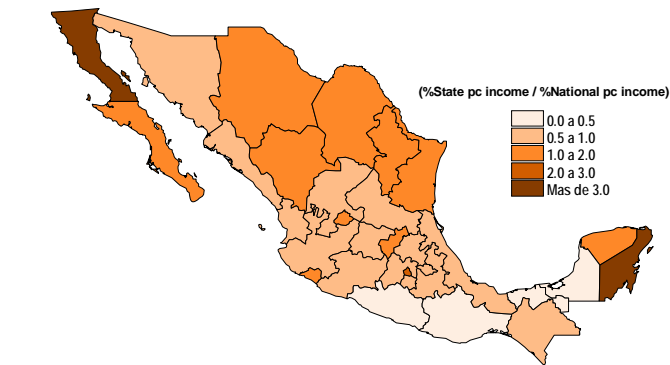 (%State pc income / %National pc income)
0.0 a 0.5
0.5 a 1.0
1.0 a 2.0
2.0 a 3.0
Mas de 3.0